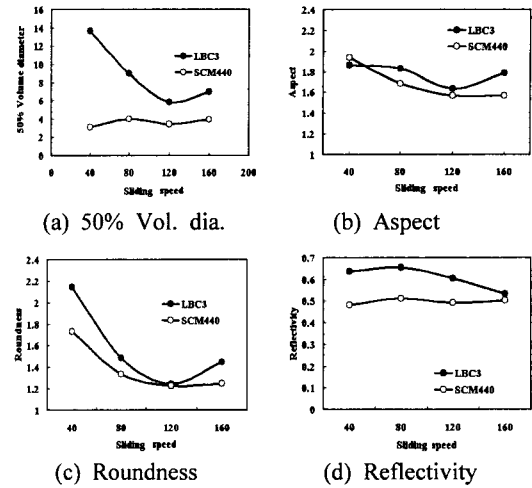 50% Volume diameter
16
14
12
10
8
6
4
2
0
0 40 80 120 160 200
Sliding speed
LBC3
SCM440
(a) 50% Vol. dia.
Aspect
2.2
2
1.8
1.6
1.4
1.2
1
40 80 120 160
Sliding speed
LBC3
SCM440
(b) Aspect
Roundness
2.4
2.2
2
1.8
1.6
1.4
1.2
1
40 80 120 160
Sliding speed
LBC3
SCM440
(c) Roundness
Reflectivity
0.7
0.6
0.5
0.4
0.3
0.2
0.1
0
40 80 120 160
Sliding speed
LBC3
SCM440
(d) Reflectivity